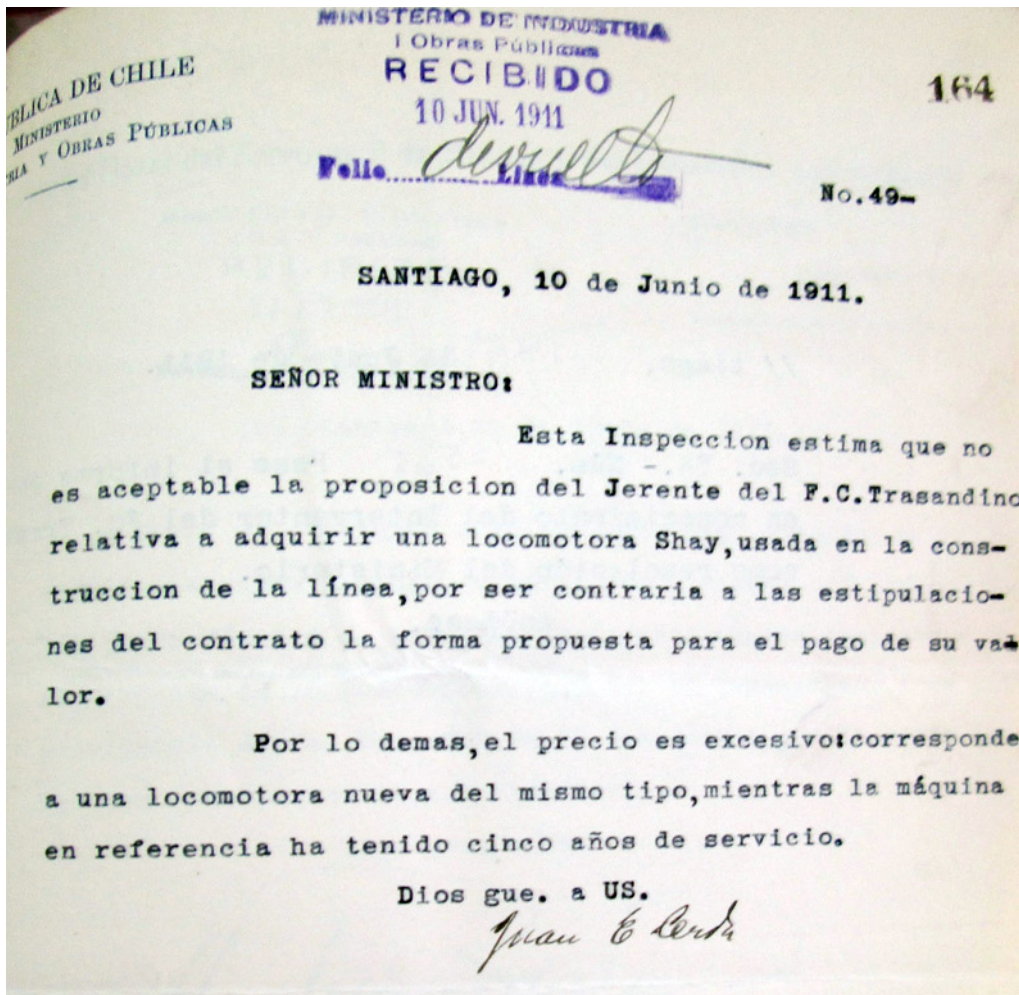 MINISTERIO DE INDUSTRIA
i Obras Públicas
RECIBIDO
10 JUN. 1911
devuelto
Folio.......... Linea
164
PÚBLICA DE CHILE
MINISTERIO
RIA Y OBRAS PÚBLICAS
No.49-
SANTIAGO, 10 de Junio de 1911.
SEÑOR MINISTRO:
Esta Inspeccion estima que no
es aceptable la proposicion del Jerente del F.C.Trasandino
relativa a adquirir una locomotora Shay,usada en la cons-
truccion de la línea,por ser contraria a las estipulacio-
nes del contrato la forma propuesta para el pago de su va-
lor.
Por lo demas,el precio es excesivo:corresponde
a una locomotora nueva del mismo tipo,mientras la máquina
en referencia ha tenido cinco años de servicio.
Dios gue. a US.
Juan E Cerda